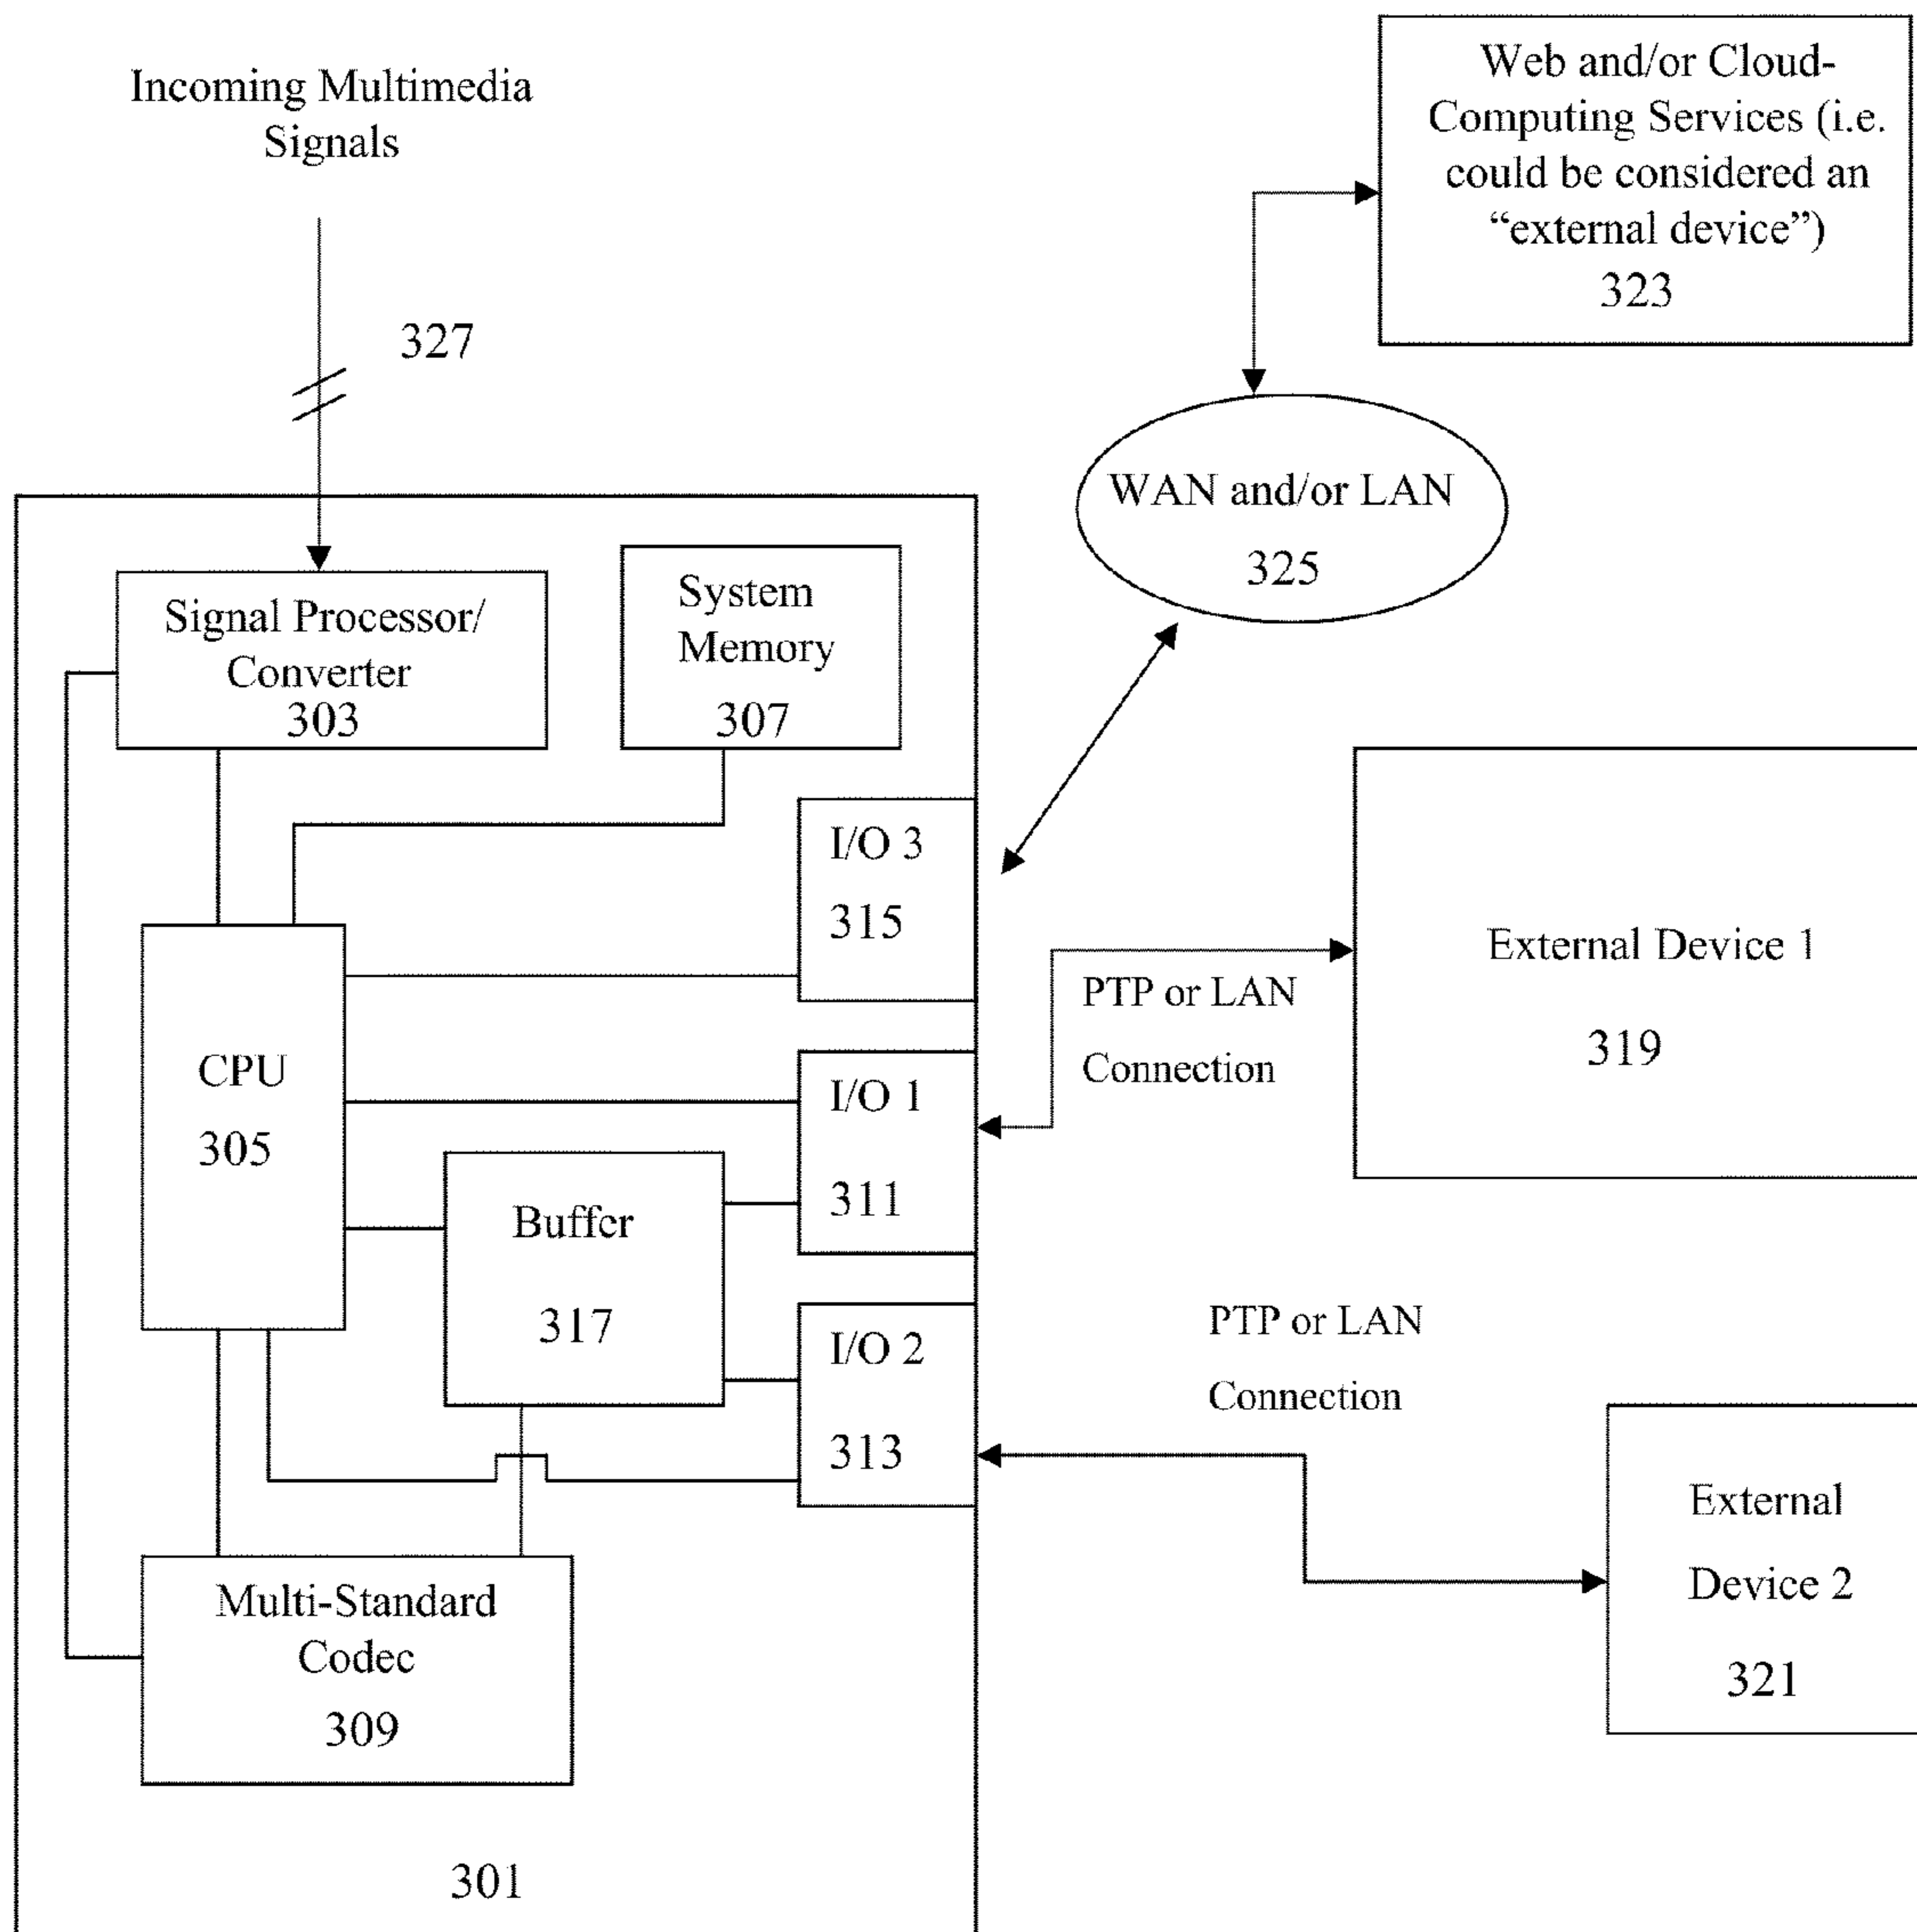 Incoming Multimedia
Signals
327
Web and/or Cloud-
Computing Services (i.e.
could be considered an
“external device”)
323
WAN and/or LAN
325
Signal Processor/
Converter
303
System
Memory
307
I/O 3
315
CPU
305
I/O 1
311
Buffer
317
I/O 2
313
Multi-Standard
Codec
309
301
PTP or LAN
Connection
External Device 1
319
PTP or LAN
Connection
External
Device 2
321